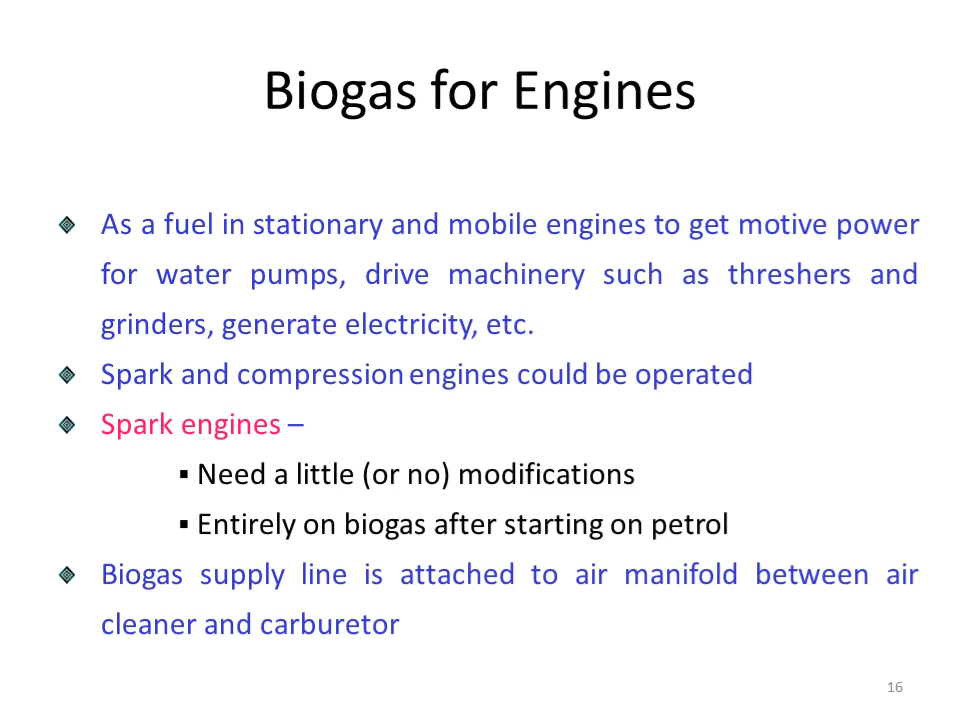 Biogas for Engines
As a fuel in stationary and mobile engines to get motive power
for water pumps, drive machinery such as threshers and
grinders, generate electricity, etc.
Spark and compression engines could be operated
Spark engines –
▪ Need a little (or no) modifications
▪ Entirely on biogas after starting on petrol
Biogas supply line is attached to air manifold between air
cleaner and carburetor
16